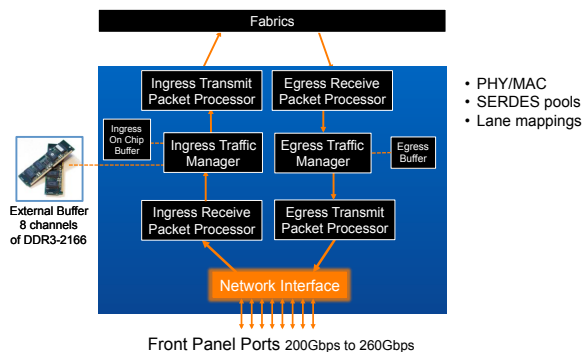 Fabrics
Ingress Transmit
Packet Processor
Egress Receive
Packet Processor
• PHY/MAC
• SERDES pools
• Lane mappings
Ingress
On Chip
Buffer
Ingress Traffic
Manager
Egress Traffic
Manager
Egress
Buffer
External Buffer
8 channels
of DDR3-2166
Ingress Receive
Packet Processor
Egress Transmit
Packet Processor
Network Interface
Front Panel Ports 200Gbps to 260Gbps